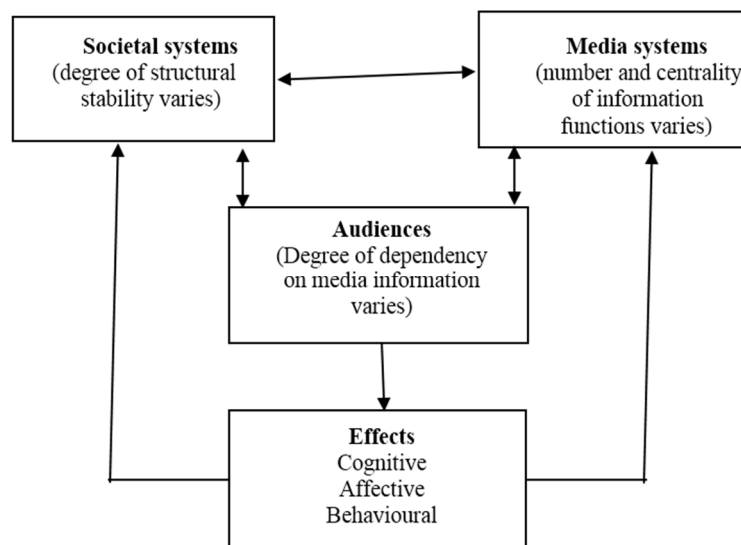 Societal systems
(degree of structural
stability varies)
Media systems
(number and centrality
of information
functions varies)
Audiences
(Degree of dependency
on media information
varies)
Effects
Cognitive
Affective
Behavioural